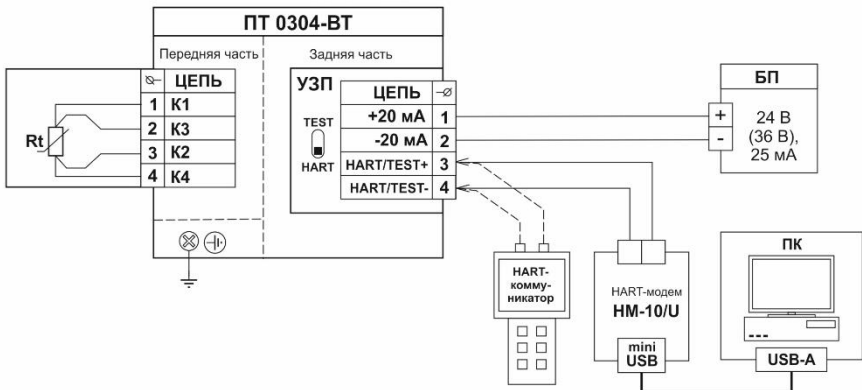 ПТ 0304-ВТ
Передняя часть
Задняя часть
ЦЕПЬ
1 К1
2 К3
3 К2
4 К4
Rt
УЗП
TEST
HART
ЦЕПЬ
+20 мА 1
-20 мА 2
HART/TEST+ 3
HART/TEST- 4
БП
+
-
24 В
(36 В),
25 мА
HART-
комму-
никатор
HART-модем
HM-10/U
mini
USB
ПК
USB-A